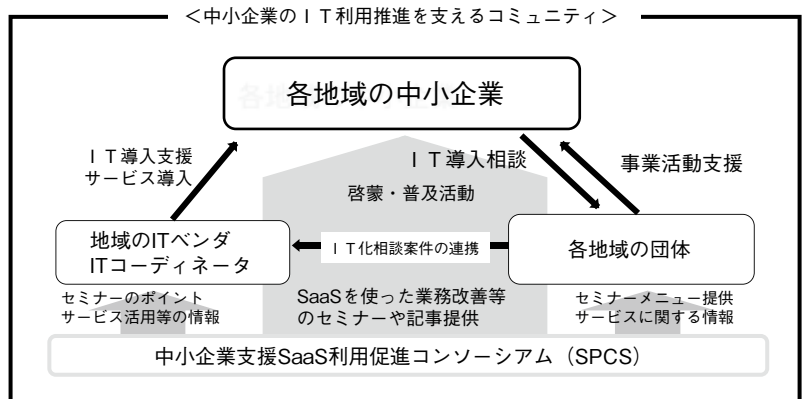 ＜中小企業のＩＴ利用推進を支えるコミュニティ＞
各地域の中小企業
ＩＴ導入支援
サービス導入
ＩＴ導入相談
事業活動支援
啓蒙・普及活動
地域のITベンダ
ITコーディネータ
ＩＴ化相談案件の連携
各地域の団体
セミナーのポイント
サービス活用等の情報
SaaSを使った業務改善等
のセミナーや記事提供
セミナーメニュー提供
サービスに関する情報
中小企業支援SaaS利用促進コンソーシアム（SPCS）